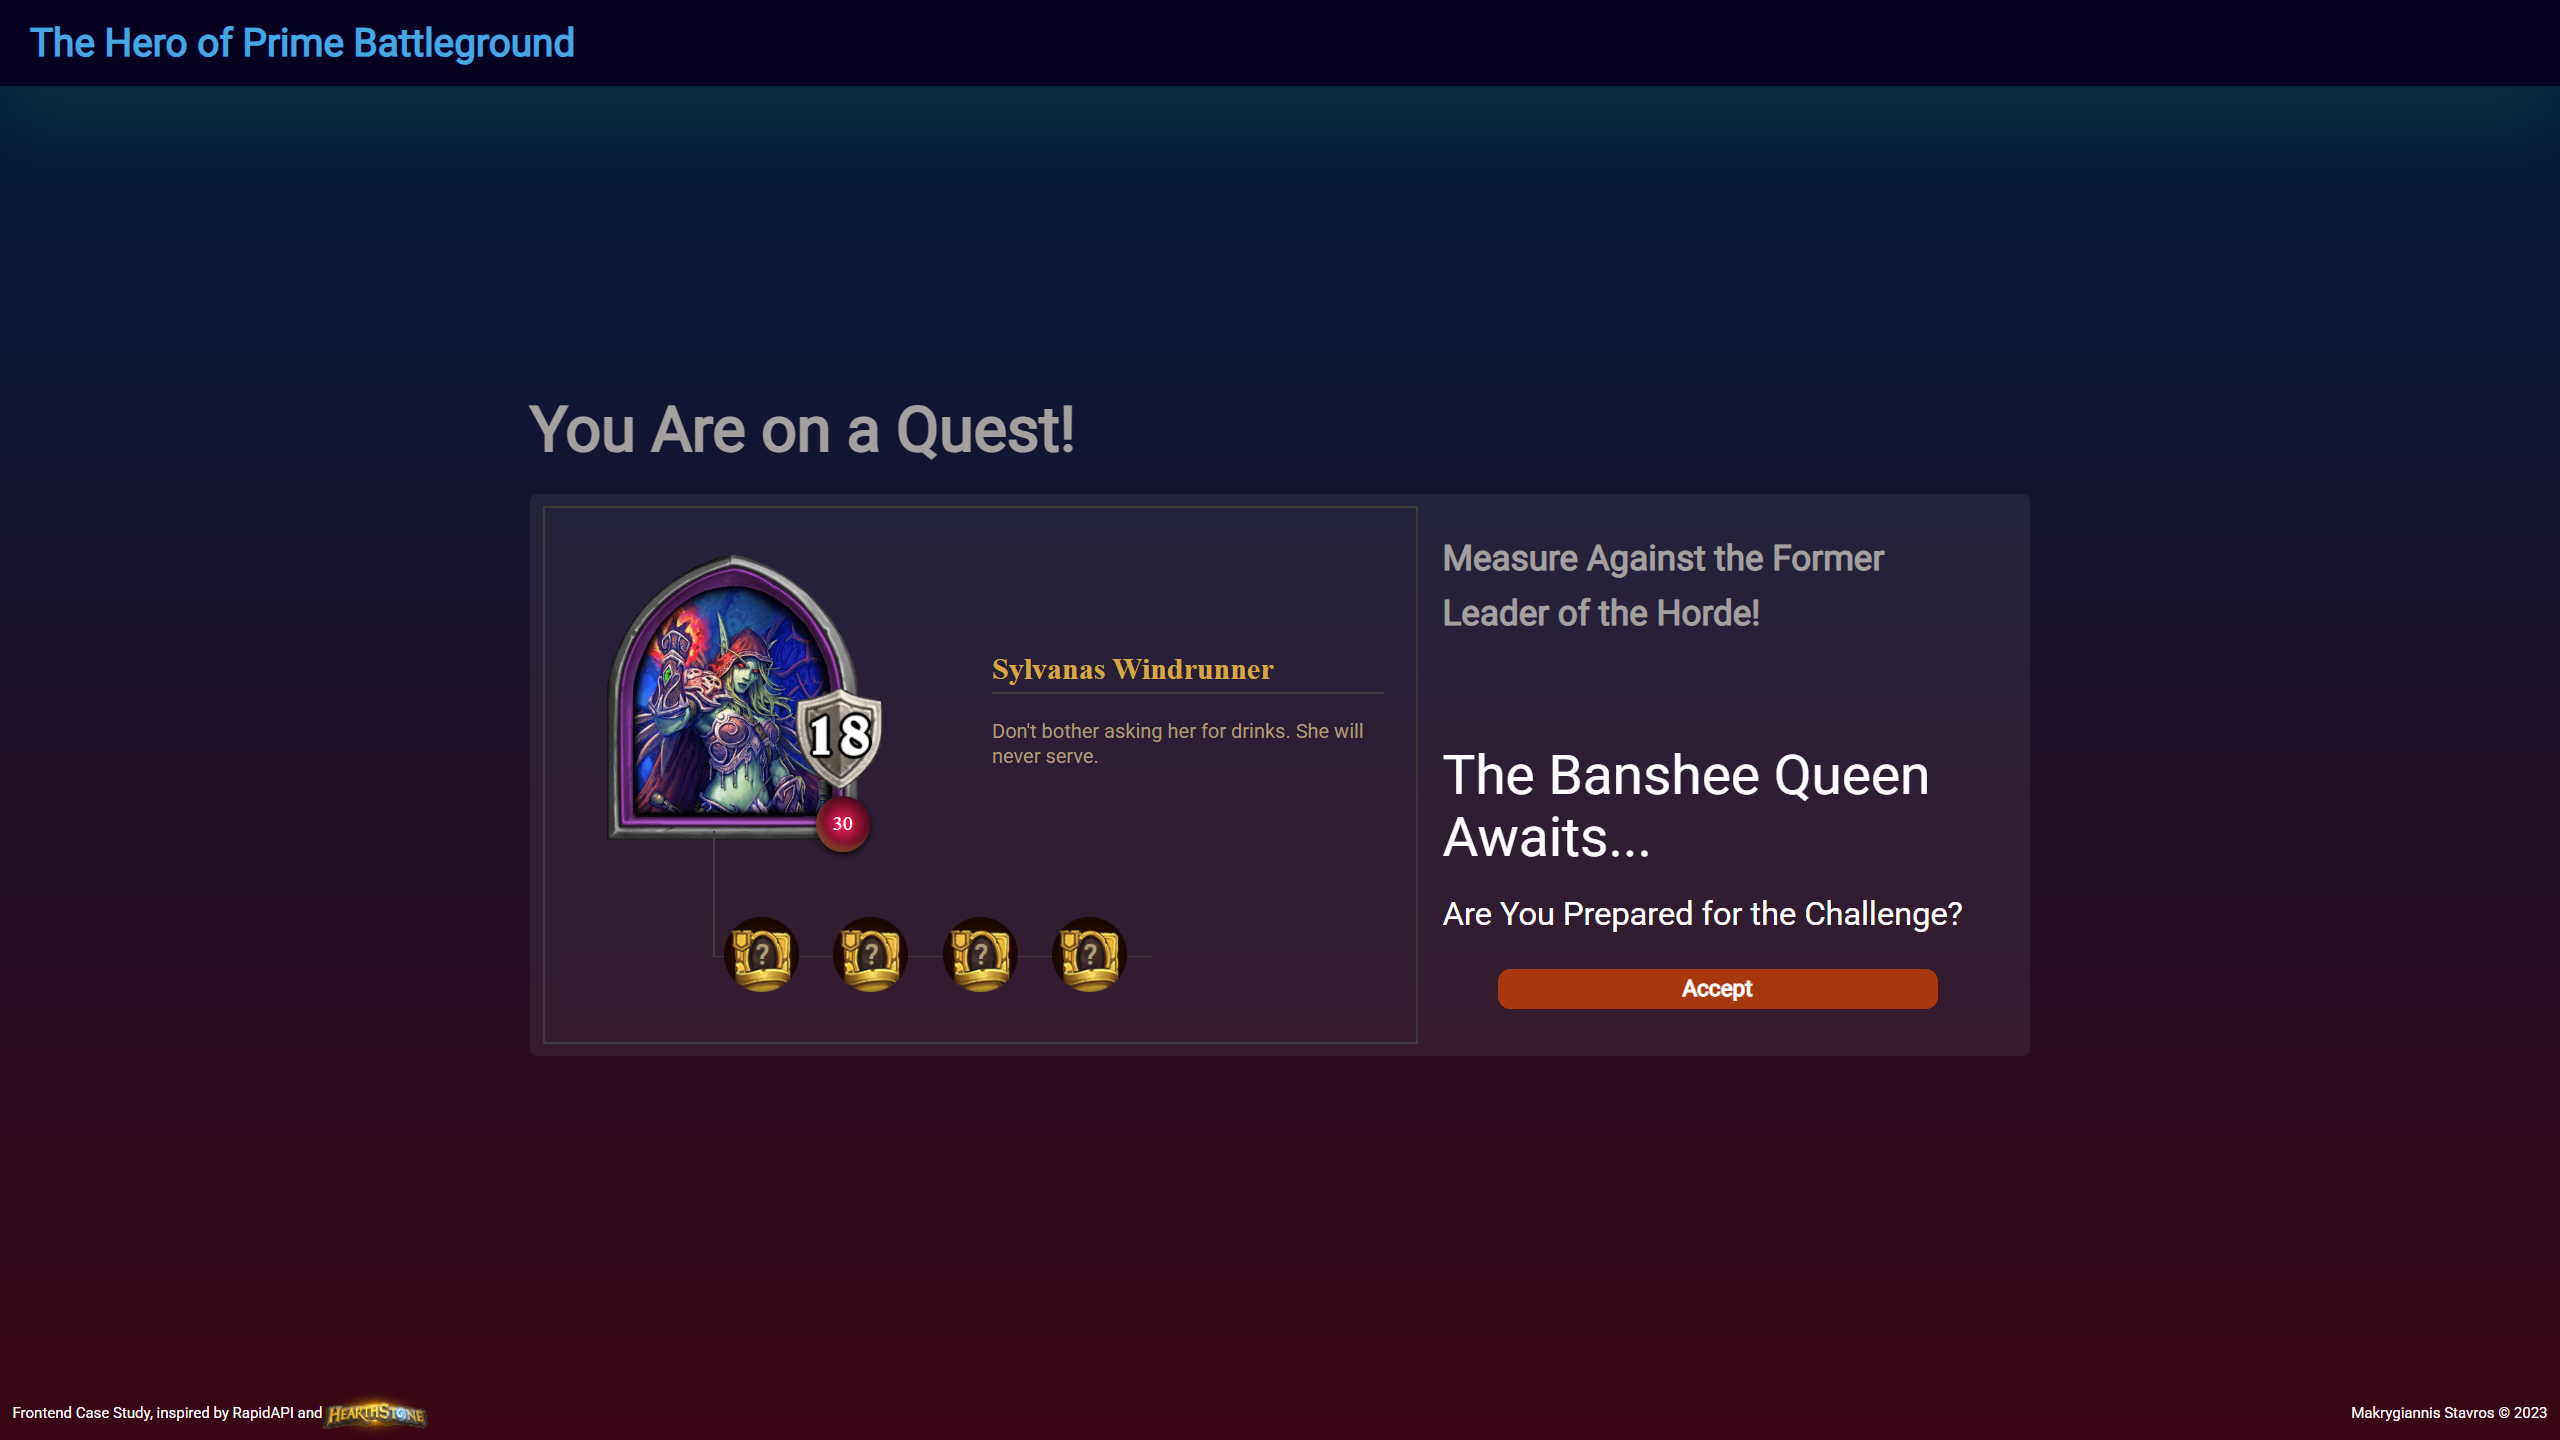 The Hero of Prime Battleground
You Are on a Quest!
18
30
Sylvanas Windrunner
Don't bother asking her for drinks. She will
never serve.
? ? ? ?
Measure Against the Former
Leader of the Horde!
The Banshee Queen
Awaits...
Are You Prepared for the Challenge?
Accept
Frontend Case Study, inspired by RapidAPI and HEARTHSTONE
Makrygiannis Stavros © 2023